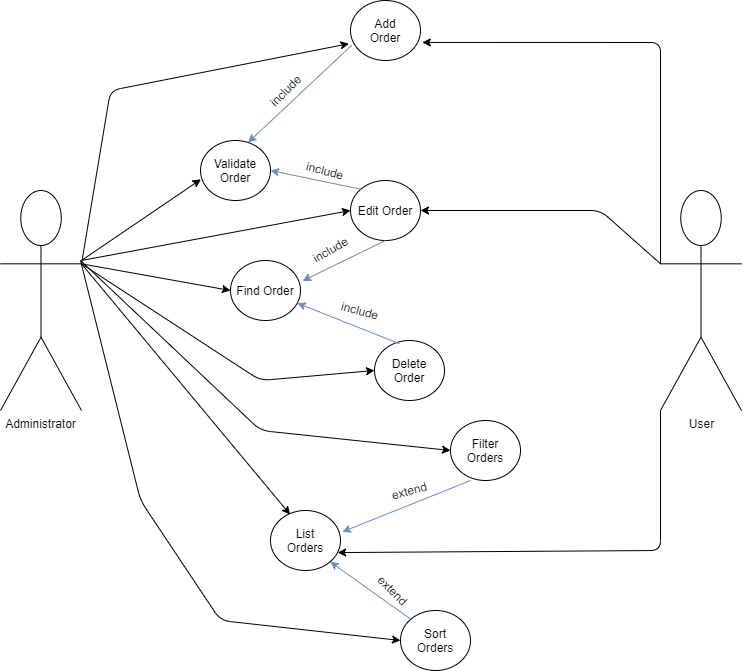 Add
Order
include
Validate
Order
include
Edit Order
include
Find Order
include
Delete
Order
Administrator
User
Filter
Orders
extend
List
Orders
extend
Sort
Orders